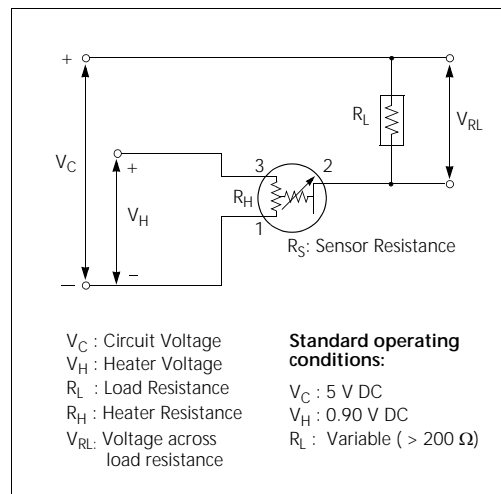 +
R_L
V_RL
V_C
+
3
2
R_H
V_H
1
R_S: Sensor Resistance
–
—
V_C : Circuit Voltage
V_H : Heater Voltage
R_L : Load Resistance
R_H : Heater Resistance
V_RL: Voltage across
load resistance
Standard operating
conditions:
V_C : 5 V DC
V_H : 0.90 V DC
R_L : Variable ( > 200 Ω)